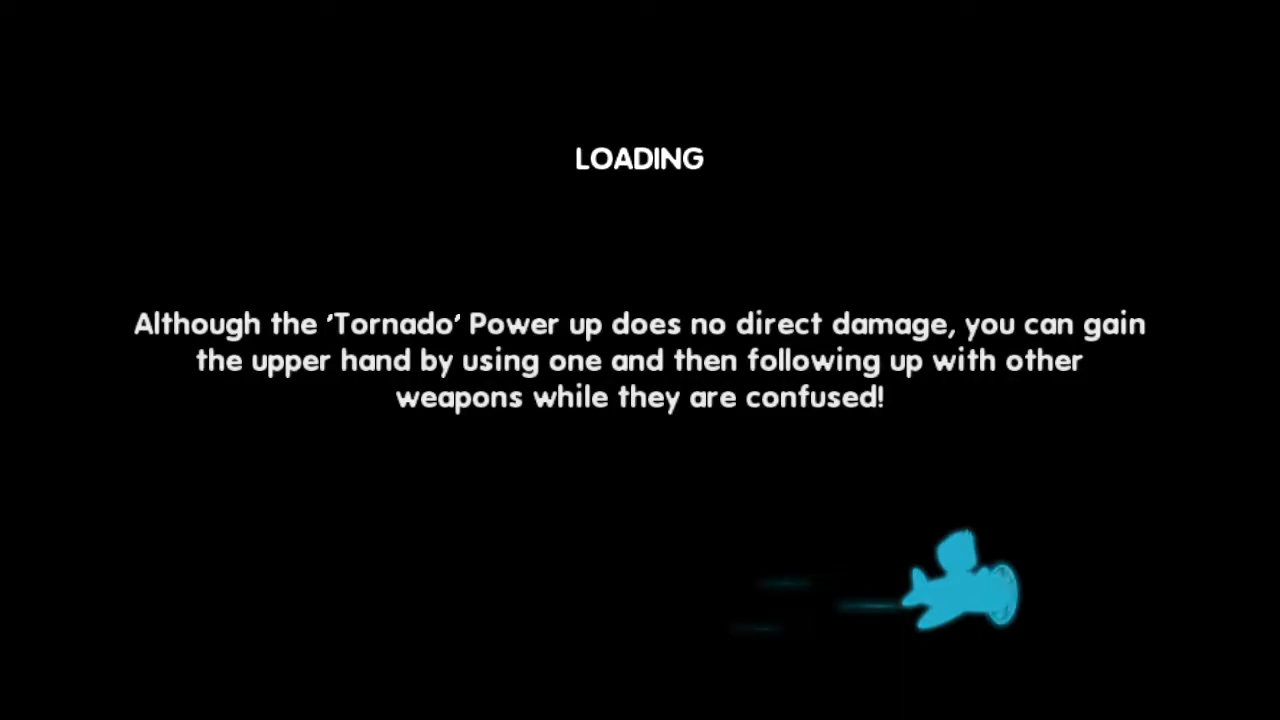 LOADING
Although the 'Tornado' Power up does no direct damage, you can gain
the upper hand by using one and then following up with other
weapons while they are confused!